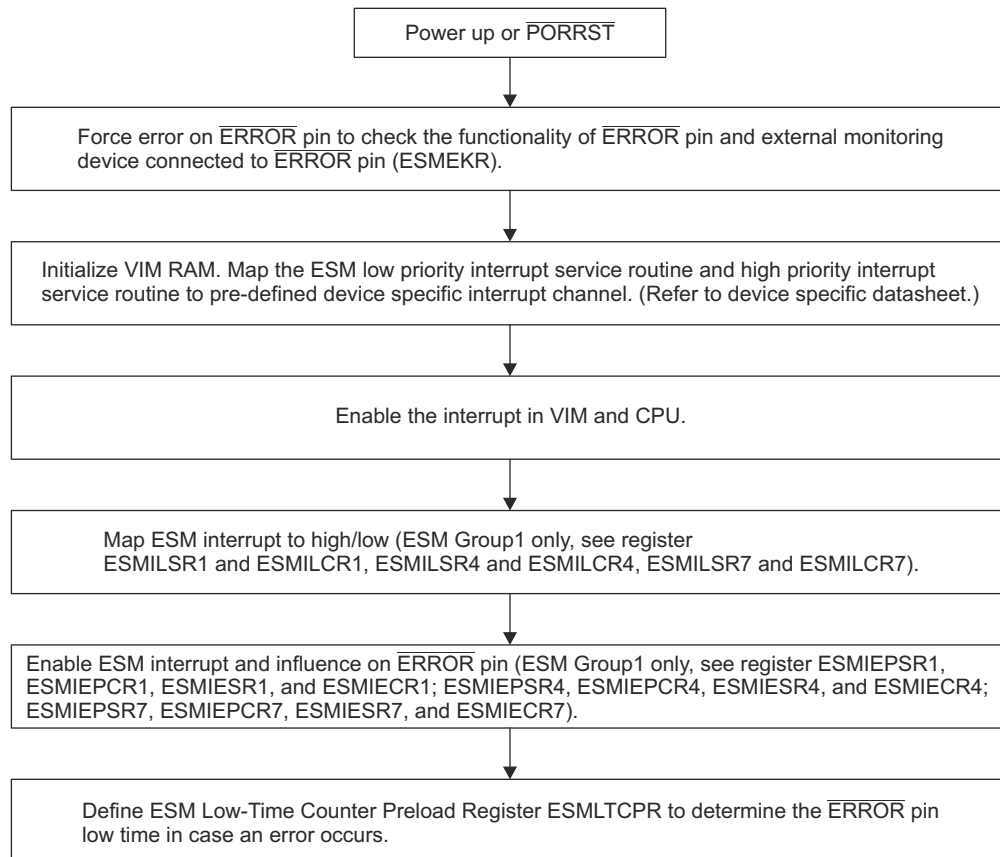 Power up or PORRST
Force error on ERROR pin to check the functionality of ERROR pin and external monitoring
device connected to ERROR pin (ESMEKR).
Initialize VIM RAM. Map the ESM low priority interrupt service routine and high priority interrupt
service routine to pre-defined device specific interrupt channel. (Refer to device specific datasheet.)
Enable the interrupt in VIM and CPU.
Map ESM interrupt to high/low (ESM Group1 only, see register
ESMILSR1 and ESMILCR1, ESMILSR4 and ESMILCR4, ESMILSR7 and ESMILCR7).
Enable ESM interrupt and influence on ERROR pin (ESM Group1 only, see register ESMIEPSR1,
ESMIEPCR1, ESMIESR1, and ESMIECR1; ESMIEPSR4, ESMIEPCR4, ESMIESR4, and ESMIECR4;
ESMIEPSR7, ESMIEPCR7, ESMIESR7, and ESMIECR7).
Define ESM Low-Time Counter Preload Register ESMLTCPR to determine the ERROR pin
low time in case an error occurs.